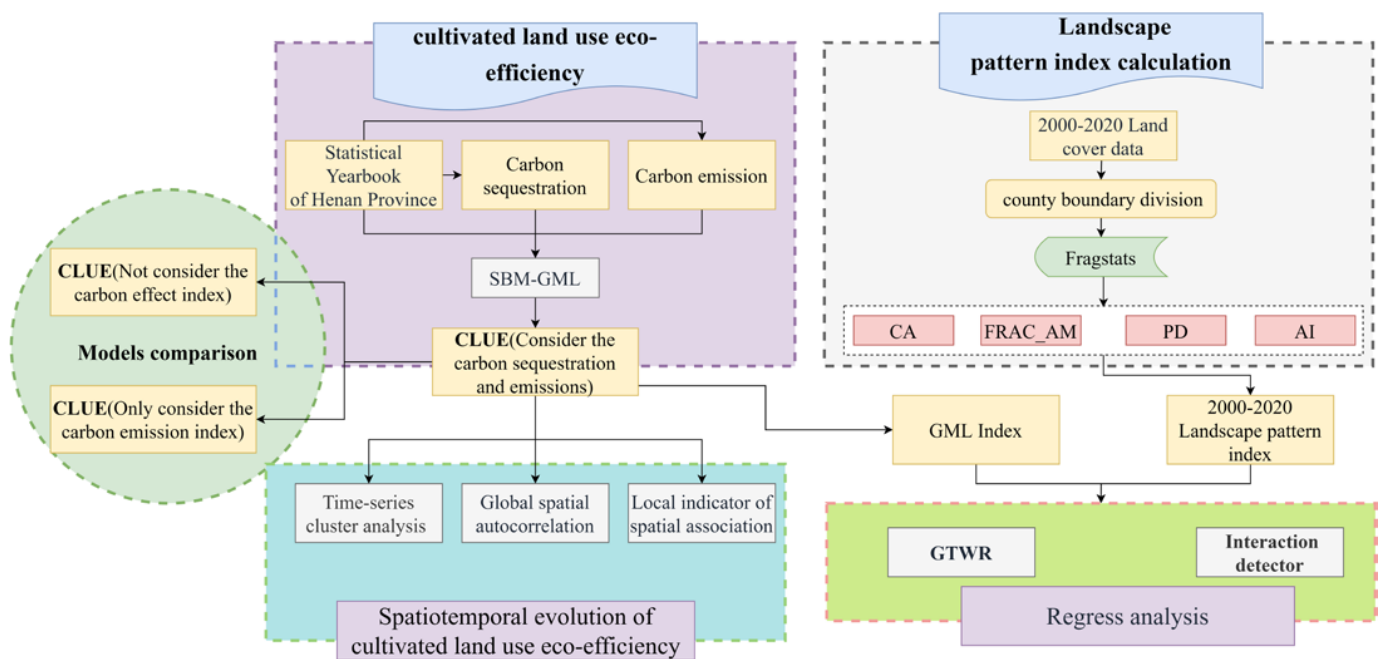 cultivated land use eco-
efficiency
Statistical
Yearbook
of Henan Province
Carbon
sequestration
Carbon emission
SBM-GML
CLUE(Consider the
carbon sequestration
and emissions)
CLUE(Not consider the
carbon effect index)
Models comparison
CLUE(Only consider the
carbon emission index)
Time-series
cluster analysis
Global spatial
autocorrelation
Local indicator of
spatial association
Spatiotemporal evolution of
cultivated land use eco-efficiency
Landscape
pattern index calculation
2000-2020 Land
cover data
county boundary division
Fragstats
CA
FRAC_AM
PD
AI
GML Index
2000-2020
Landscape pattern
index
GTWR
Interaction
detector
Regress analysis